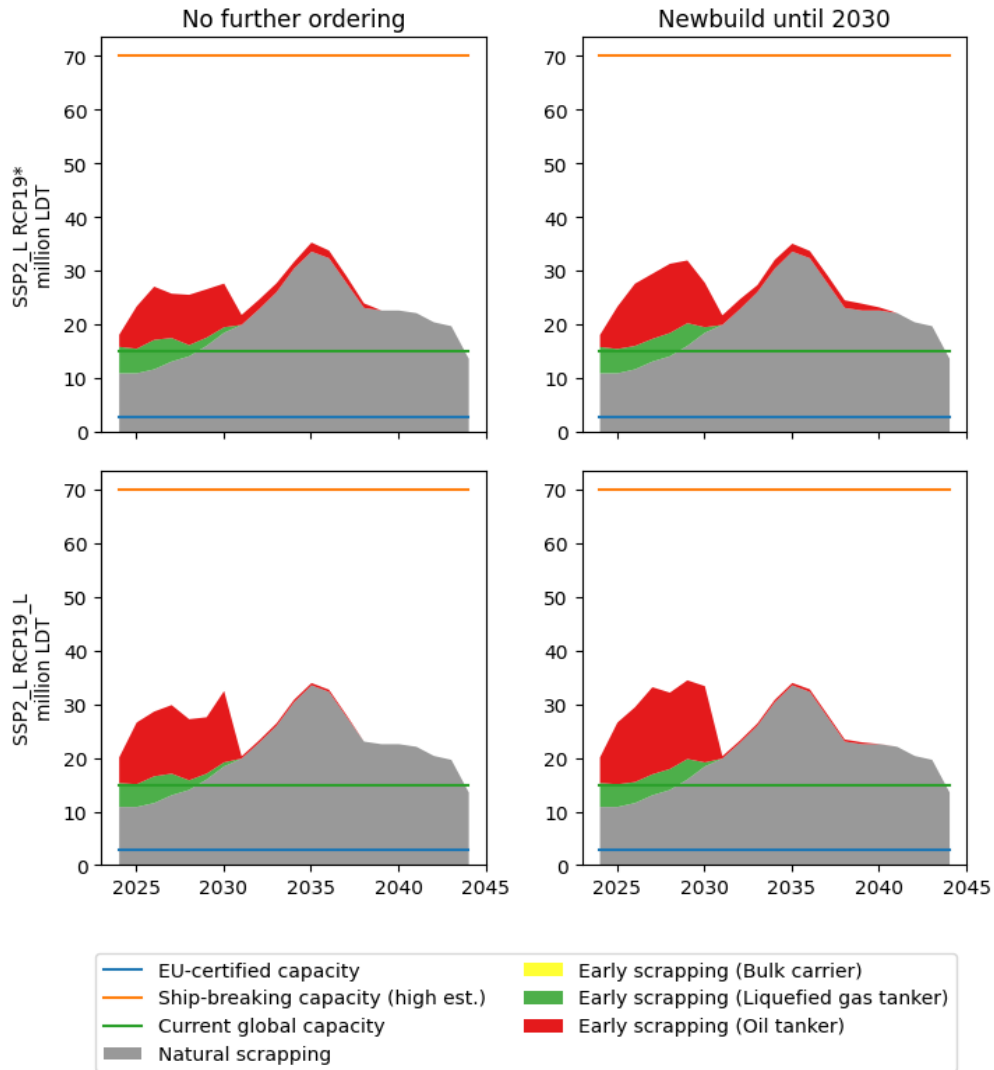 No further ordering
Newbuild until 2030
SSP2_L RCP19*
million LDT
70
60
50
40
30
20
10
0
70
60
50
40
30
20
10
0
SSP2_L RCP19_L
million LDT
70
60
50
40
30
20
10
0
2025 2030 2035 2040 2045
70
60
50
40
30
20
10
0
2025 2030 2035 2040 2045
EU-certified capacity
Ship-breaking capacity (high est.)
Current global capacity
Natural scrapping
Early scrapping (Bulk carrier)
Early scrapping (Liquefied gas tanker)
Early scrapping (Oil tanker)